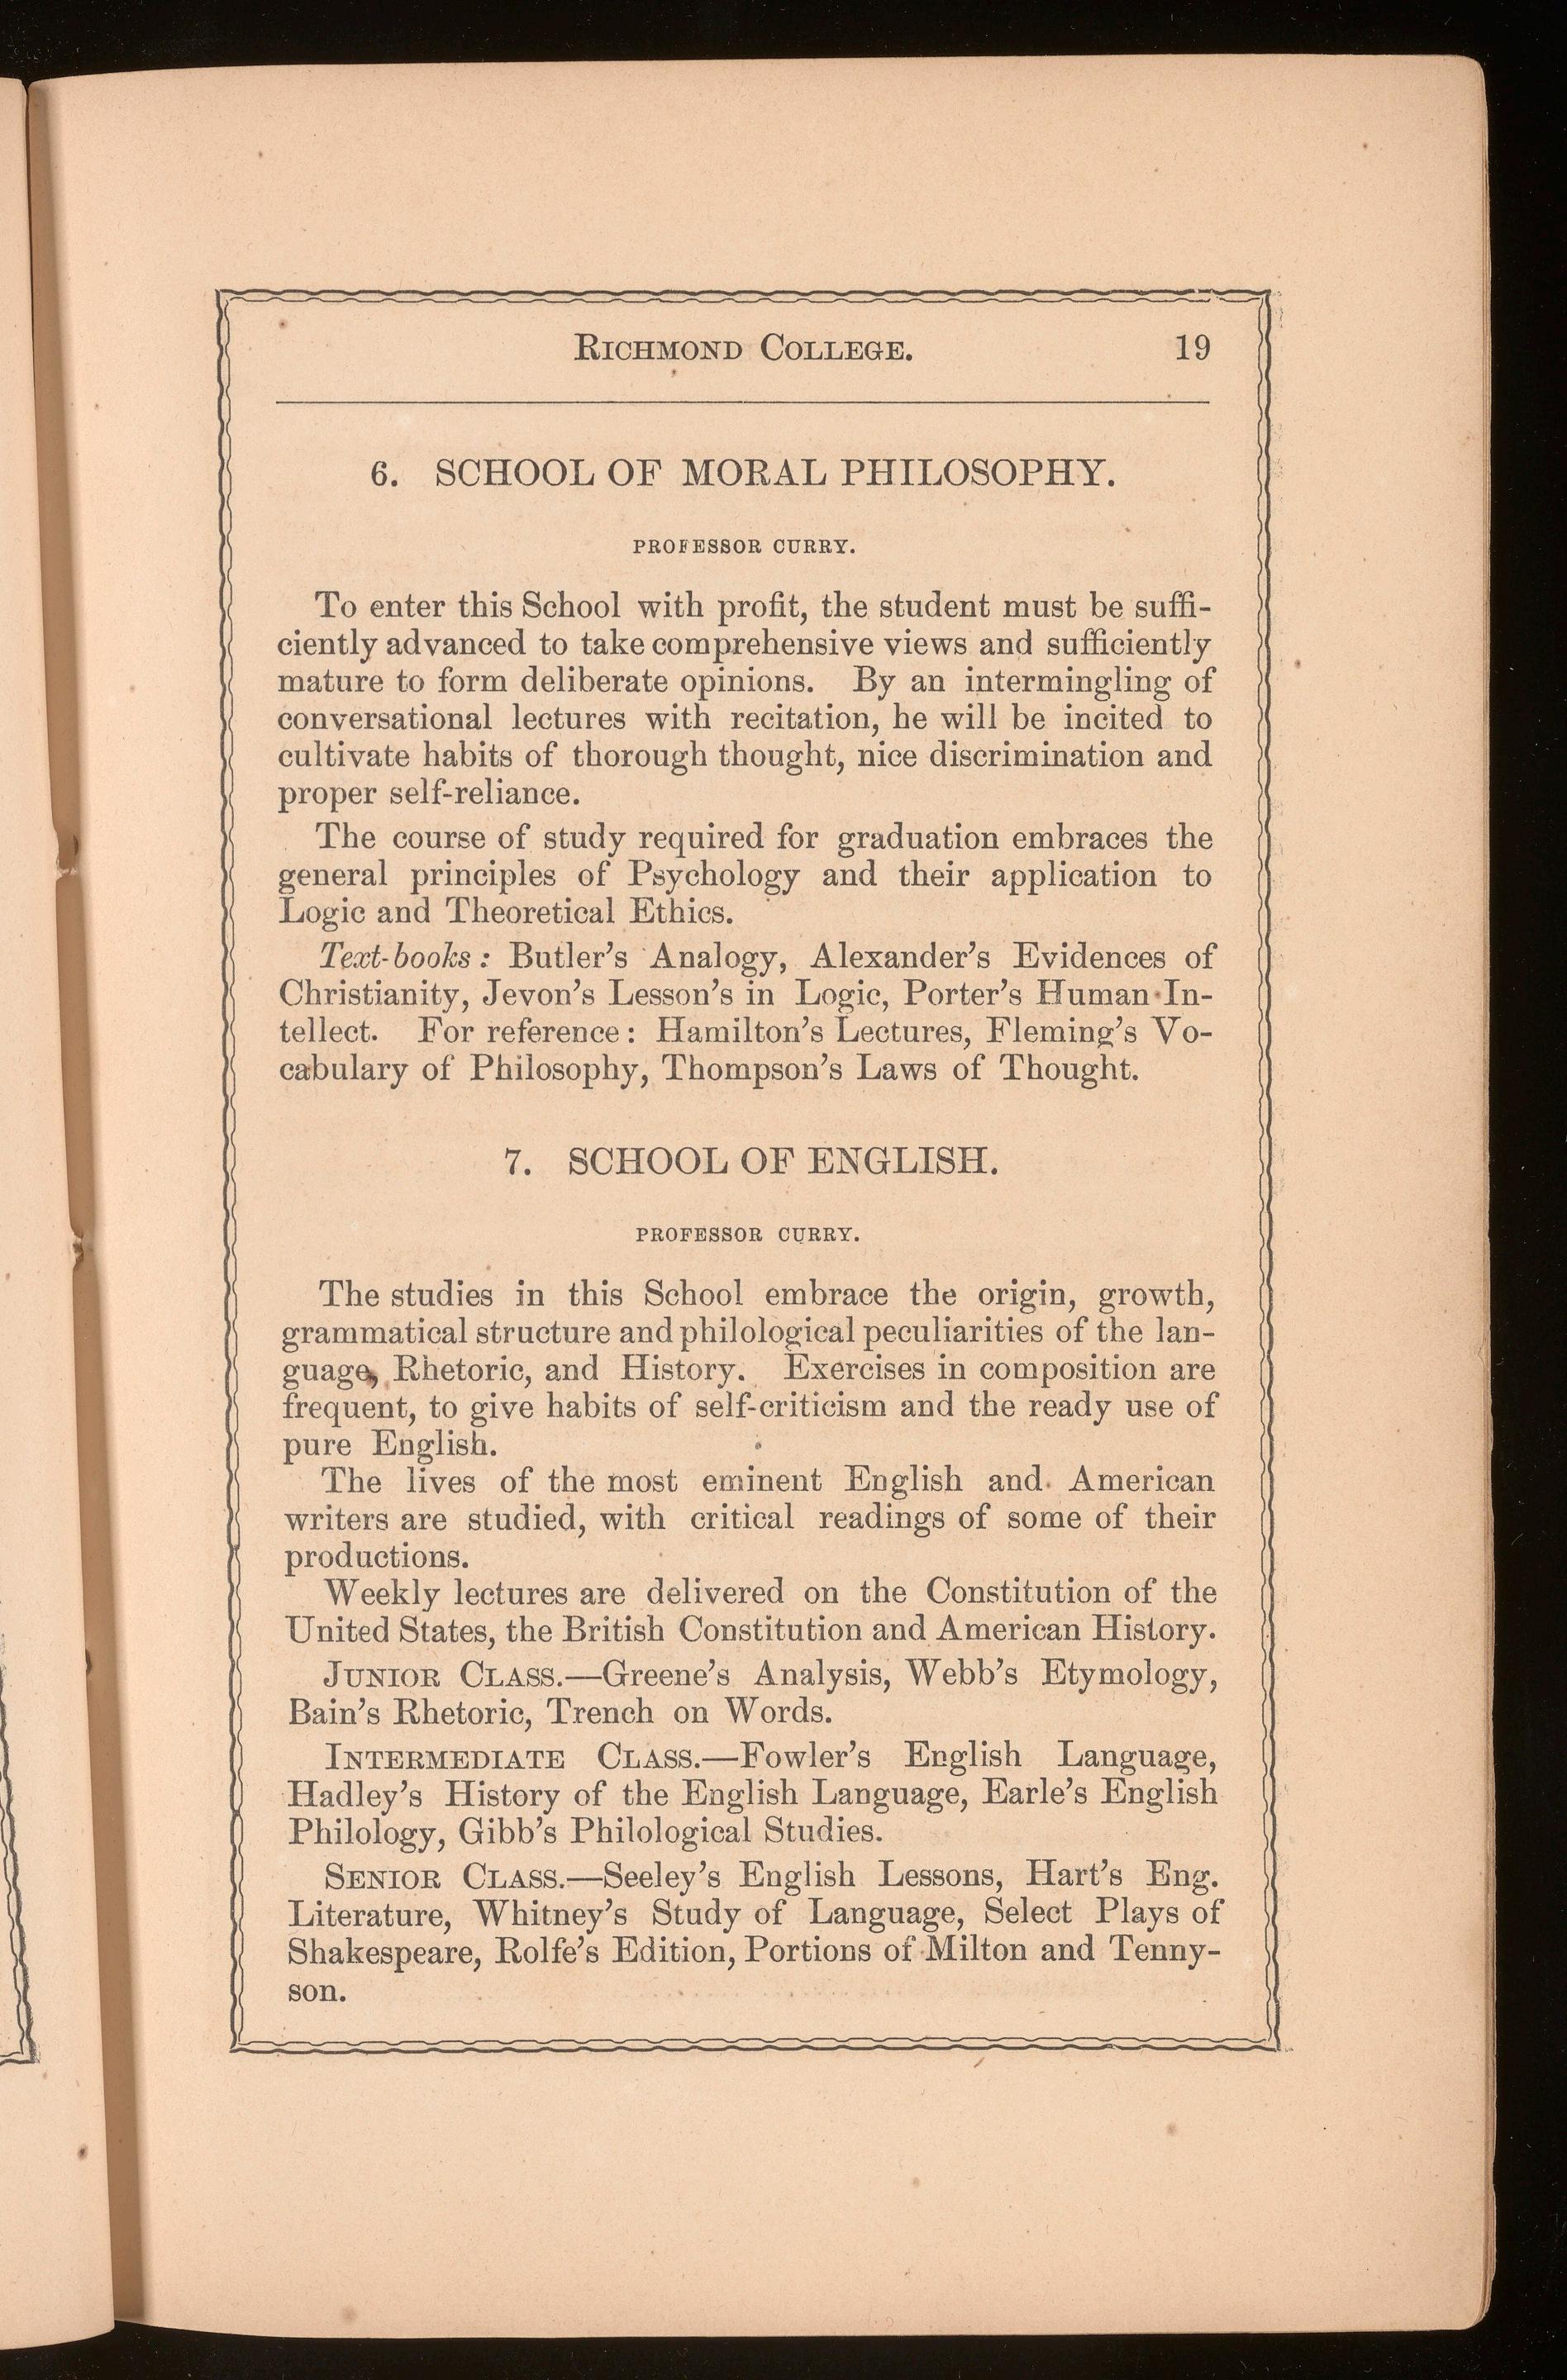 RICHMOND COLLEGE. 19
6. SCHOOL OF MORAL PHILOSOPHY.
PROFESSOR CURRY.
To enter this School with profit, the student must be suffi-
ciently advanced to take comprehensive views and sufficiently
mature to form deliberate opinions. By an intermingling of
conversational lectures with recitation, he will be incited to
cultivate habits of thorough thought, nice discrimination and
proper self-reliance.
The course of study required for graduation embraces the
general principles of Psychology and their application to
Logic and Theoretical Ethics.
Text-books: Butler's Analogy, Alexander's Evidences of
Christianity, Jevon's Lesson's in Logic, Porter's Human In-
tellect. For reference: Hamilton's Lectures, Fleming's Vo-
cabulary of Philosophy, Thompson's Laws of Thought.
7. SCHOOL OF ENGLISH.
PROFESSOR CURRY.
The studies in this School embrace the origin, growth,
grammatical structure and philological peculiarities of the lan-
guage, Rhetoric, and History. Exercises in composition are
frequent, to give habits of self-criticism and the ready use of
pure English.
The lives of the most eminent English and American
writers are studied, with critical readings of some of their
productions.
Weekly lectures are delivered on the Constitution of the
United States, the British Constitution and American History.
JUNIOR CLASS.—Greene's Analysis, Webb's Etymology,
Bain's Rhetoric, Trench on Words.
INTERMEDIATE CLASS.—Fowler's English Language,
Hadley's History of the English Language, Earle's English
Philology, Gibb's Philological Studies.
SENIOR CLASS.—Seeley's English Lessons, Hart's Eng.
Literature, Whitney's Study of Language, Select Plays of
Shakespeare, Rolfe's Edition, Portions of Milton and Tenny-
son.